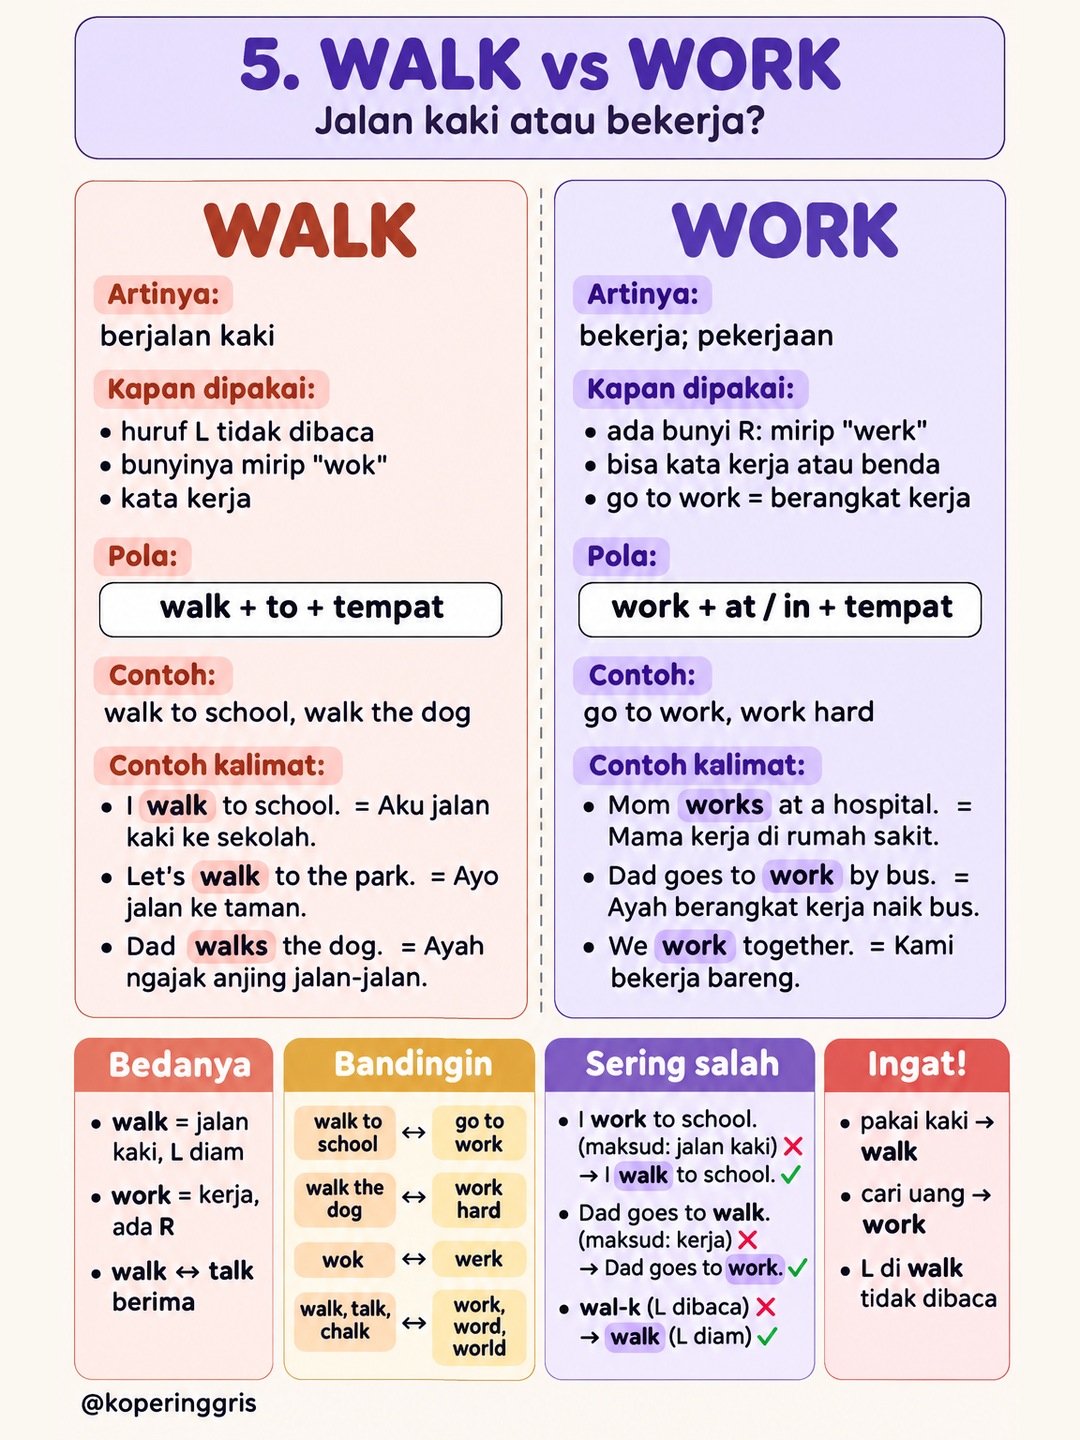 5. WALK vs WORK
Jalan kaki atau bekerja?
WALK
Artinya:
berjalan kaki
Kapan dipakai:
• huruf L tidak dibaca
• bunyinya mirip "wok"
• kata kerja
Pola:
walk + to + tempat
Contoh:
walk to school, walk the dog
Contoh kalimat:
• I walk to school. = Aku jalan
kaki ke sekolah.
• Let's walk to the park. = Ayo
jalan ke taman.
• Dad walks the dog. = Ayah
ngajak anjing jalan-jalan.
WORK
Artinya:
bekerja; pekerjaan
Kapan dipakai:
• ada bunyi R: mirip "werk"
• bisa kata kerja atau benda
• go to work = berangkat kerja
Pola:
work + at / in + tempat
Contoh:
go to work, work hard
Contoh kalimat:
• Mom works at a hospital. =
Mama kerja di rumah sakit.
• Dad goes to work by bus. =
Ayah berangkat kerja naik bus.
• We work together. = Kami
bekerja bareng.
Bedanya
• walk = jalan
kaki, L diam
• work = kerja,
ada R
• walk ↔ talk
berima
Bandingin
walk to
school
↔
go to
work
walk the
dog
↔
work
hard
wok ↔ werk
walk, talk,
chalk
↔
work,
word,
world
Sering salah
• I work to school.
(maksud: jalan kaki) ❌
→ I walk to school. ✓
• Dad goes to walk.
(maksud: kerja) ❌
→ Dad goes to work. ✓
• wal-k (L dibaca) ❌
→ walk (L diam) ✓
Ingat!
• pakai kaki →
walk
• cari uang →
work
• L di walk
tidak dibaca
@koperinggris